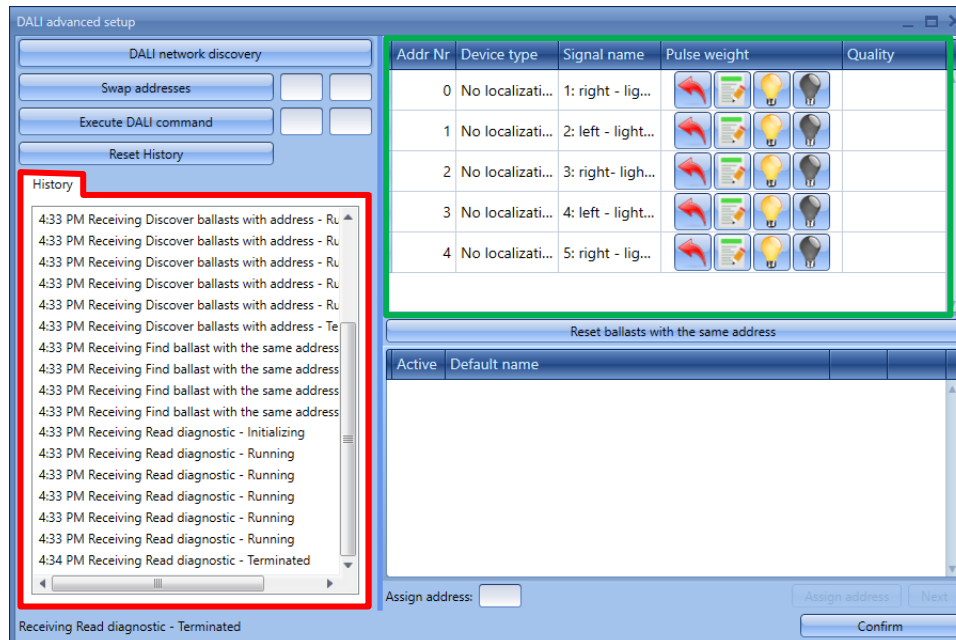 DALI advanced setup
DALI network discovery
Swap addresses
Execute DALI command
Reset History
History
4:33 PM Receiving Discover ballasts with address - Ru
4:33 PM Receiving Discover ballasts with address - Ru
4:33 PM Receiving Discover ballasts with address - Ru
4:33 PM Receiving Discover ballasts with address - Ru
4:33 PM Receiving Discover ballasts with address - Ru
4:33 PM Receiving Discover ballasts with address - Te
4:33 PM Receiving Find ballast with the same address
4:33 PM Receiving Find ballast with the same address
4:33 PM Receiving Find ballast with the same address
4:33 PM Receiving Find ballast with the same address
4:33 PM Receiving Read diagnostic - Initializing
4:33 PM Receiving Read diagnostic - Running
4:33 PM Receiving Read diagnostic - Running
4:33 PM Receiving Read diagnostic - Running
4:33 PM Receiving Read diagnostic - Running
4:33 PM Receiving Read diagnostic - Running
4:34 PM Receiving Read diagnostic - Terminated
Receiving Read diagnostic - Terminated
Addr Nr Device type Signal name Pulse weight Quality
0 No localizati... 1: right - lig...
1 No localizati... 2: left - light...
2 No localizati... 3: right- ligh...
3 No localizati... 4: left - light...
4 No localizati... 5: right - lig...
Reset ballasts with the same address
Active Default name
Assign address:
Assign address Next
Confirm